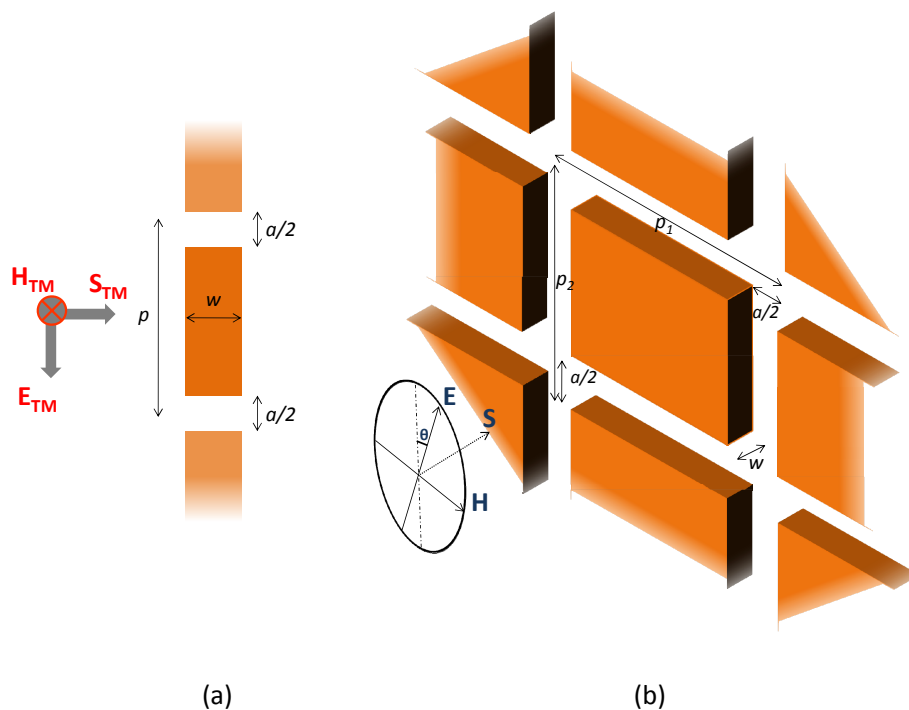 H_TM
S_TM
E_TM
p
w
a/2
a/2
p_1
p_2
a/2
a/2
w
E
θ
S
H
(a)
(b)